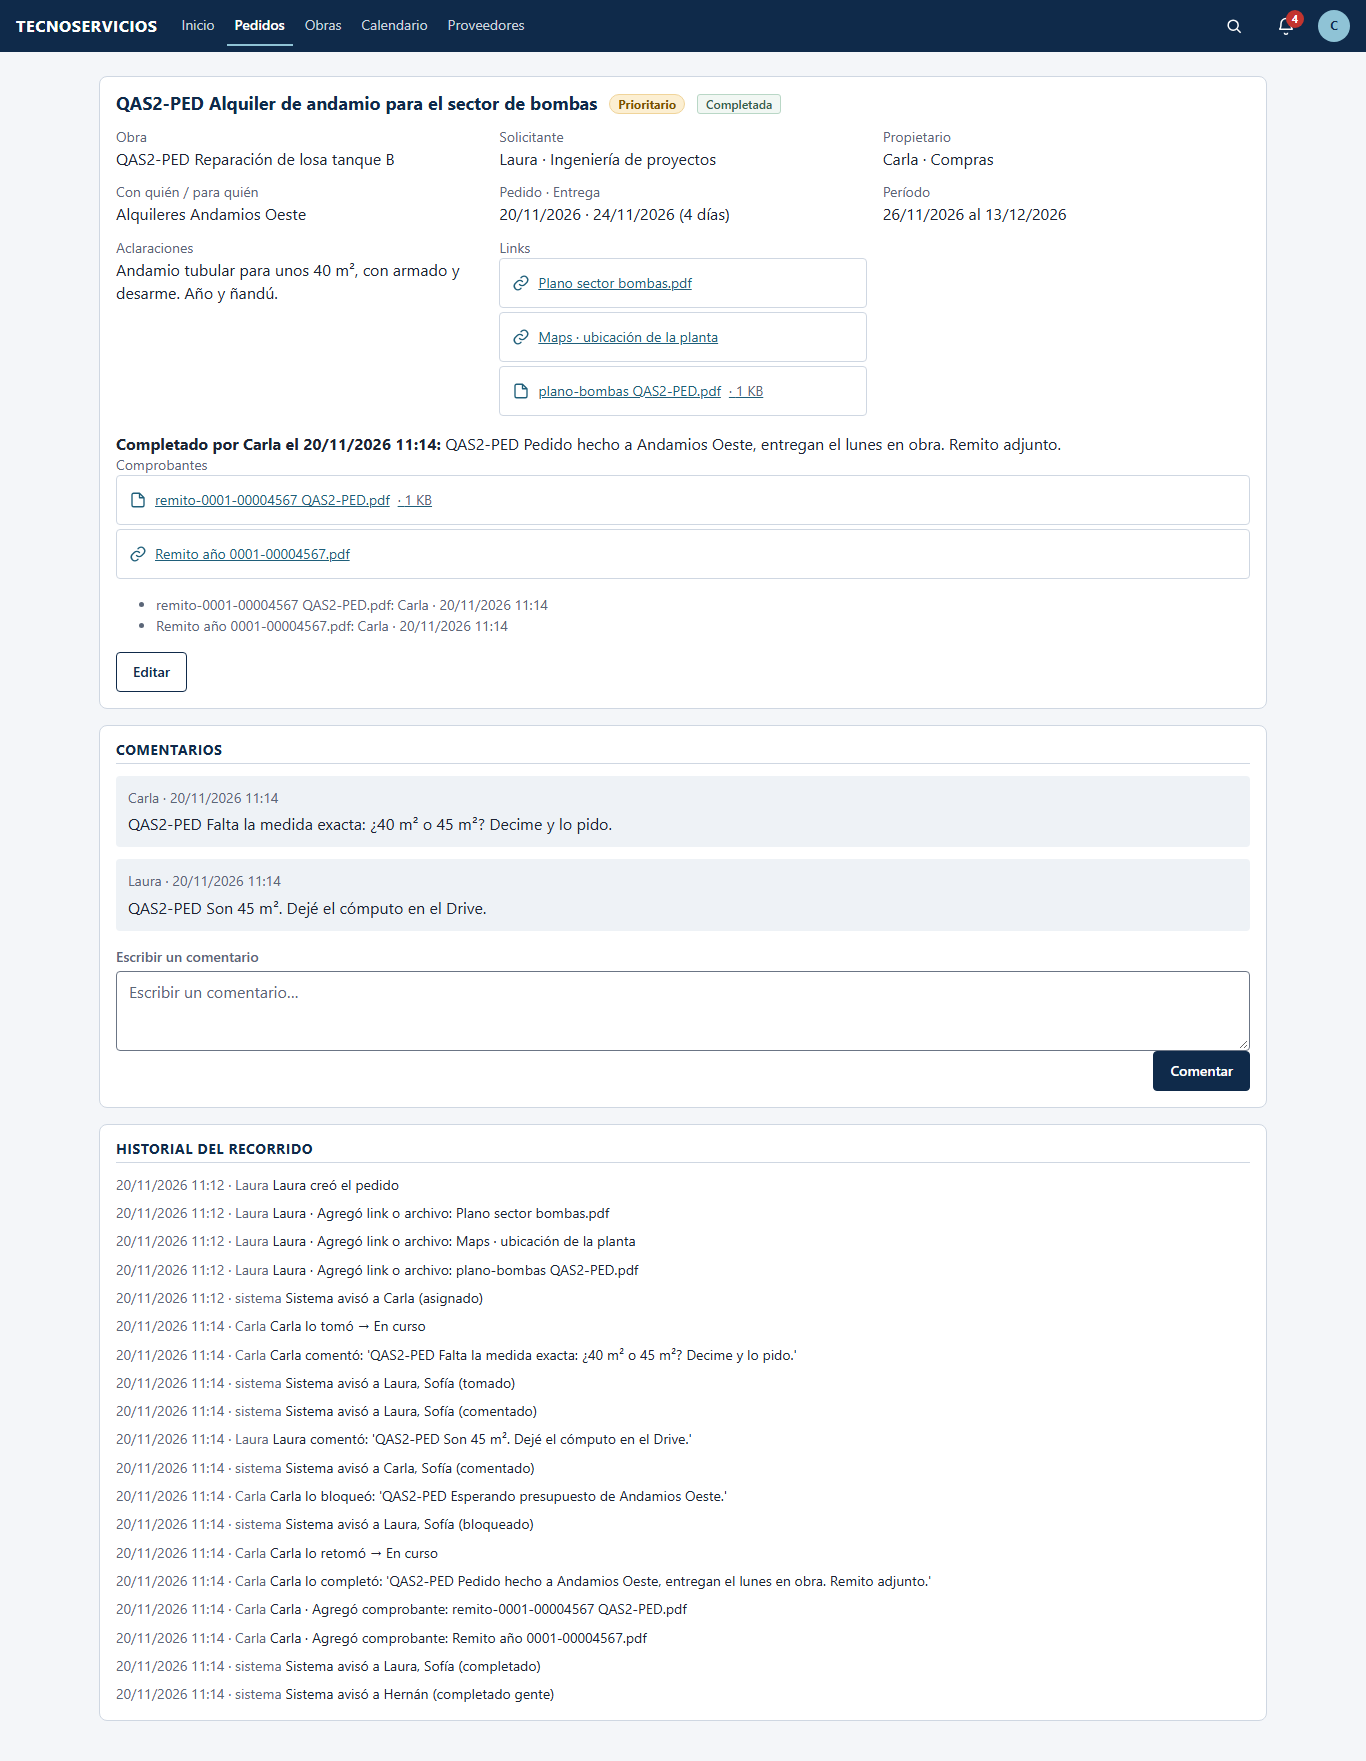 TECNOSERVICIOS Inicio Pedidos Obras Calendario Proveedores 4 C
QAS2-PED Alquiler de andamio para el sector de bombas Prioritario Completada
Obra
QAS2-PED Reparación de losa tanque B
Solicitante
Laura · Ingeniería de proyectos
Propietario
Carla · Compras
Con quién / para quién
Alquileres Andamios Oeste
Pedido · Entrega
20/11/2026 · 24/11/2026 (4 días)
Período
26/11/2026 al 13/12/2026
Aclaraciones
Andamio tubular para unos 40 m², con armado y
desarme. Año y ñandú.
Links
Plano sector bombas.pdf
Maps · ubicación de la planta
plano-bombas QAS2-PED.pdf · 1 KB
Completado por Carla el 20/11/2026 11:14: QAS2-PED Pedido hecho a Andamios Oeste, entregan el lunes en obra. Remito adjunto.
Comprobantes
remito-0001-00004567 QAS2-PED.pdf · 1 KB
Remito año 0001-00004567.pdf
• remito-0001-00004567 QAS2-PED.pdf: Carla · 20/11/2026 11:14
• Remito año 0001-00004567.pdf: Carla · 20/11/2026 11:14
Editar
COMENTARIOS
Carla · 20/11/2026 11:14
QAS2-PED Falta la medida exacta: ¿40 m² o 45 m²? Decime y lo pido.
Laura · 20/11/2026 11:14
QAS2-PED Son 45 m². Dejé el cómputo en el Drive.
Escribir un comentario
Escribir un comentario...
Comentar
HISTORIAL DEL RECORRIDO
20/11/2026 11:12 · Laura Laura creó el pedido
20/11/2026 11:12 · Laura Laura · Agregó link o archivo: Plano sector bombas.pdf
20/11/2026 11:12 · Laura Laura · Agregó link o archivo: Maps · ubicación de la planta
20/11/2026 11:12 · Laura Laura · Agregó link o archivo: plano-bombas QAS2-PED.pdf
20/11/2026 11:12 · sistema Sistema avisó a Carla (asignado)
20/11/2026 11:14 · Carla Carla lo tomó → En curso
20/11/2026 11:14 · Carla Carla comentó: 'QAS2-PED Falta la medida exacta: ¿40 m² o 45 m²? Decime y lo pido.'
20/11/2026 11:14 · sistema Sistema avisó a Laura, Sofía (tomado)
20/11/2026 11:14 · sistema Sistema avisó a Laura, Sofía (comentado)
20/11/2026 11:14 · Laura Laura comentó: 'QAS2-PED Son 45 m². Dejé el cómputo en el Drive.'
20/11/2026 11:14 · sistema Sistema avisó a Carla, Sofía (comentado)
20/11/2026 11:14 · Carla Carla lo bloqueó: 'QAS2-PED Esperando presupuesto de Andamios Oeste.'
20/11/2026 11:14 · sistema Sistema avisó a Laura, Sofía (bloqueado)
20/11/2026 11:14 · Carla Carla lo retomó → En curso
20/11/2026 11:14 · Carla Carla lo completó: 'QAS2-PED Pedido hecho a Andamios Oeste, entregan el lunes en obra. Remito adjunto.'
20/11/2026 11:14 · Carla Carla · Agregó comprobante: remito-0001-00004567 QAS2-PED.pdf
20/11/2026 11:14 · Carla Carla · Agregó comprobante: Remito año 0001-00004567.pdf
20/11/2026 11:14 · sistema Sistema avisó a Laura, Sofía (completado)
20/11/2026 11:14 · sistema Sistema avisó a Hernán (completado gente)